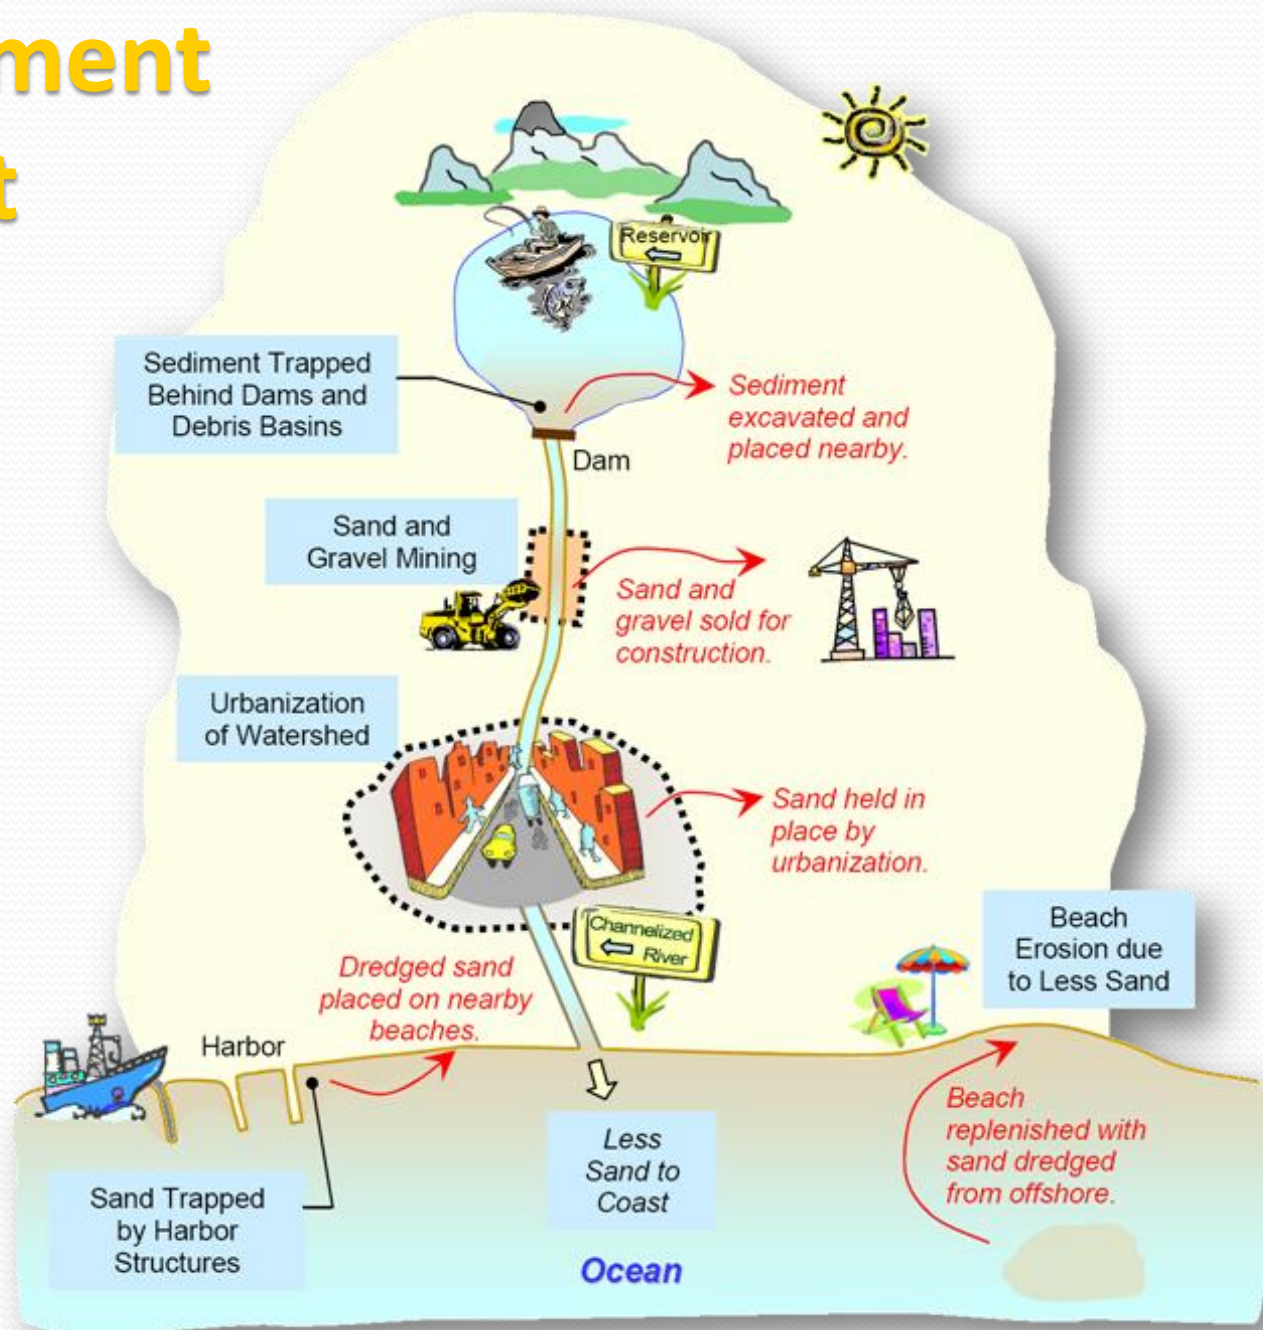 ment
t
Reservoir
Sediment Trapped
Behind Dams and
Debris Basins
Sediment
excavated and
placed nearby.
Dam
Sand and
Gravel Mining
Sand and
gravel sold for
construction.
Urbanization
of Watershed
Sand held in
place by
urbanization.
Channelized
River
Beach
Erosion due
to Less Sand
Dredged sand
placed on nearby
beaches.
Harbor
Beach
replenished with
sand dredged
from offshore.
Less
Sand to
Coast
Sand Trapped
by Harbor
Structures
Ocean